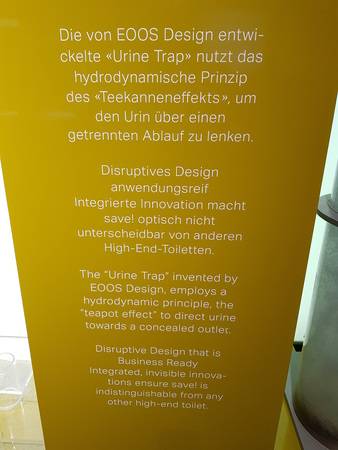 Die von EOOS Design entwi-
ckelte «Urine Trap» nutzt das
hydrodynamische Prinzip
des «Teekanneneffekts», um
den Urin über einen
getrennten Ablauf zu lenken.
Disruptives Design
anwendungsreif
Integrierte Innovation macht
save! optisch nicht
unterscheidbar von anderen
High-End-Toiletten.
The "Urine Trap" invented by
EOOS Design, employs a
hydrodynamic principle, the
"teapot effect" to direct urine
towards a concealed outler.
Disruptive Design that is
Business Ready
Integrated, invisible innova-
tions ensure save! is
indistinguishable from any
other high-end toilet.